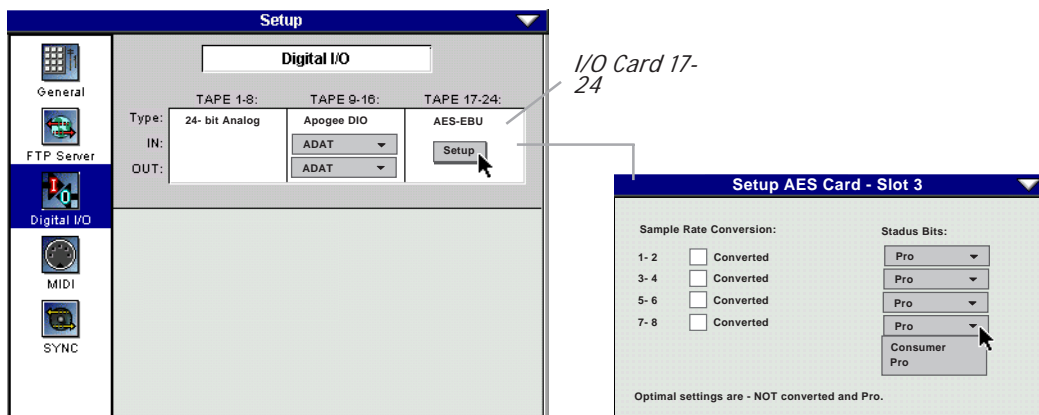 Setup
Digital I/O
General
FTP Server
Digital I/O
MIDI
SYNC
TAPE 1-8: TAPE 9-16: TAPE 17-24:
Type: 24- bit Analog Apogee DIO AES-EBU
IN: ADAT Setup
OUT: ADAT
I/O Card 17-
24
Setup AES Card - Slot 3
Sample Rate Conversion: Stadus Bits:
1- 2 Converted Pro
3- 4 Converted Pro
5- 6 Converted Pro
7- 8 Converted Pro
Consumer
Pro
Optimal settings are - NOT converted and Pro.